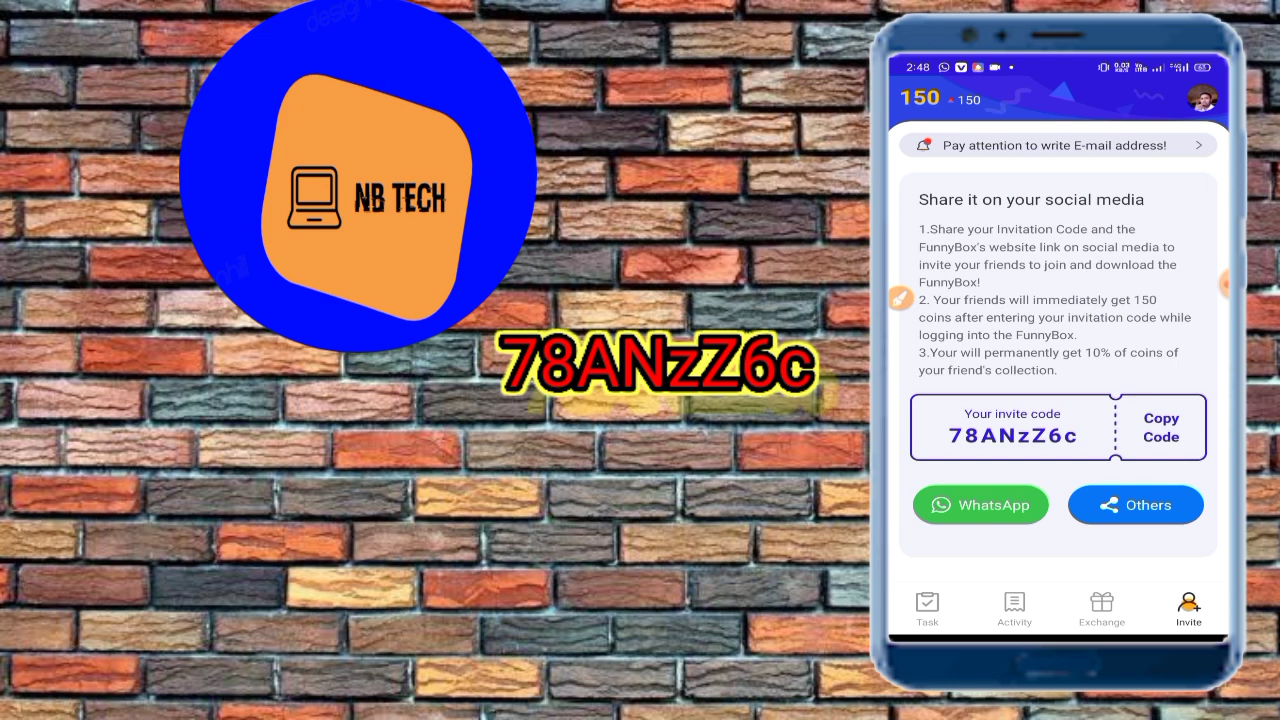 NB TECH
78ANzZ6c
2:48
150
150
Pay attention to write E-mail address!
Share it on your social media
1.Share your Invitation Code and the
FunnyBox's website link on social media to
invite your friends to join and download the
FunnyBox!
2. Your friends will immediately get 150
coins after entering your invitation code while
logging into the FunnyBox.
3.Your will permanently get 10% of coins of
your friend's collection.
Your invite code
78ANzZ6c
Copy
Code
WhatsApp
Others
Task
Activity
Exchange
Invite